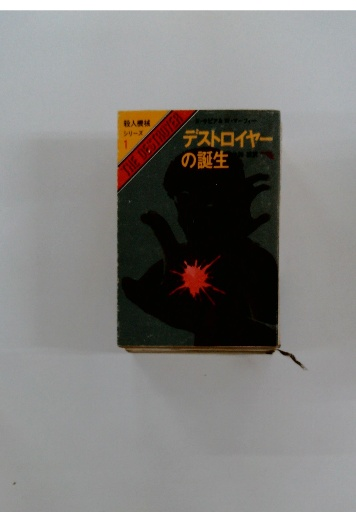 殺人機械
シリーズ
1
THE DESTROYER
デストロイヤー
の誕生